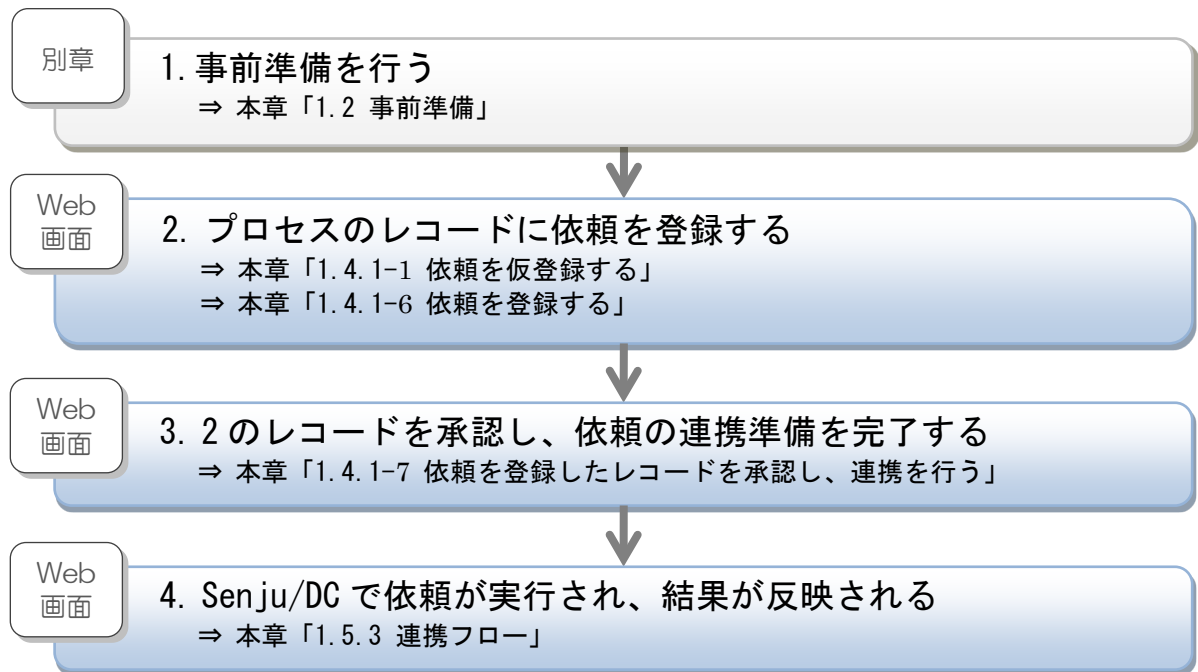 別章
1. 事前準備を行う
⇒ 本章「1.2 事前準備」
Web
画面
2. プロセスのレコードに依頼を登録する
⇒ 本章「1.4.1-1 依頼を仮登録する」
⇒ 本章「1.4.1-6 依頼を登録する」
Web
画面
3. 2 のレコードを承認し、依頼の連携準備を完了する
⇒ 本章「1.4.1-7 依頼を登録したレコードを承認し、連携を行う」
Web
画面
4. Senju/DC で依頼が実行され、結果が反映される
⇒ 本章「1.5.3 連携フロー」